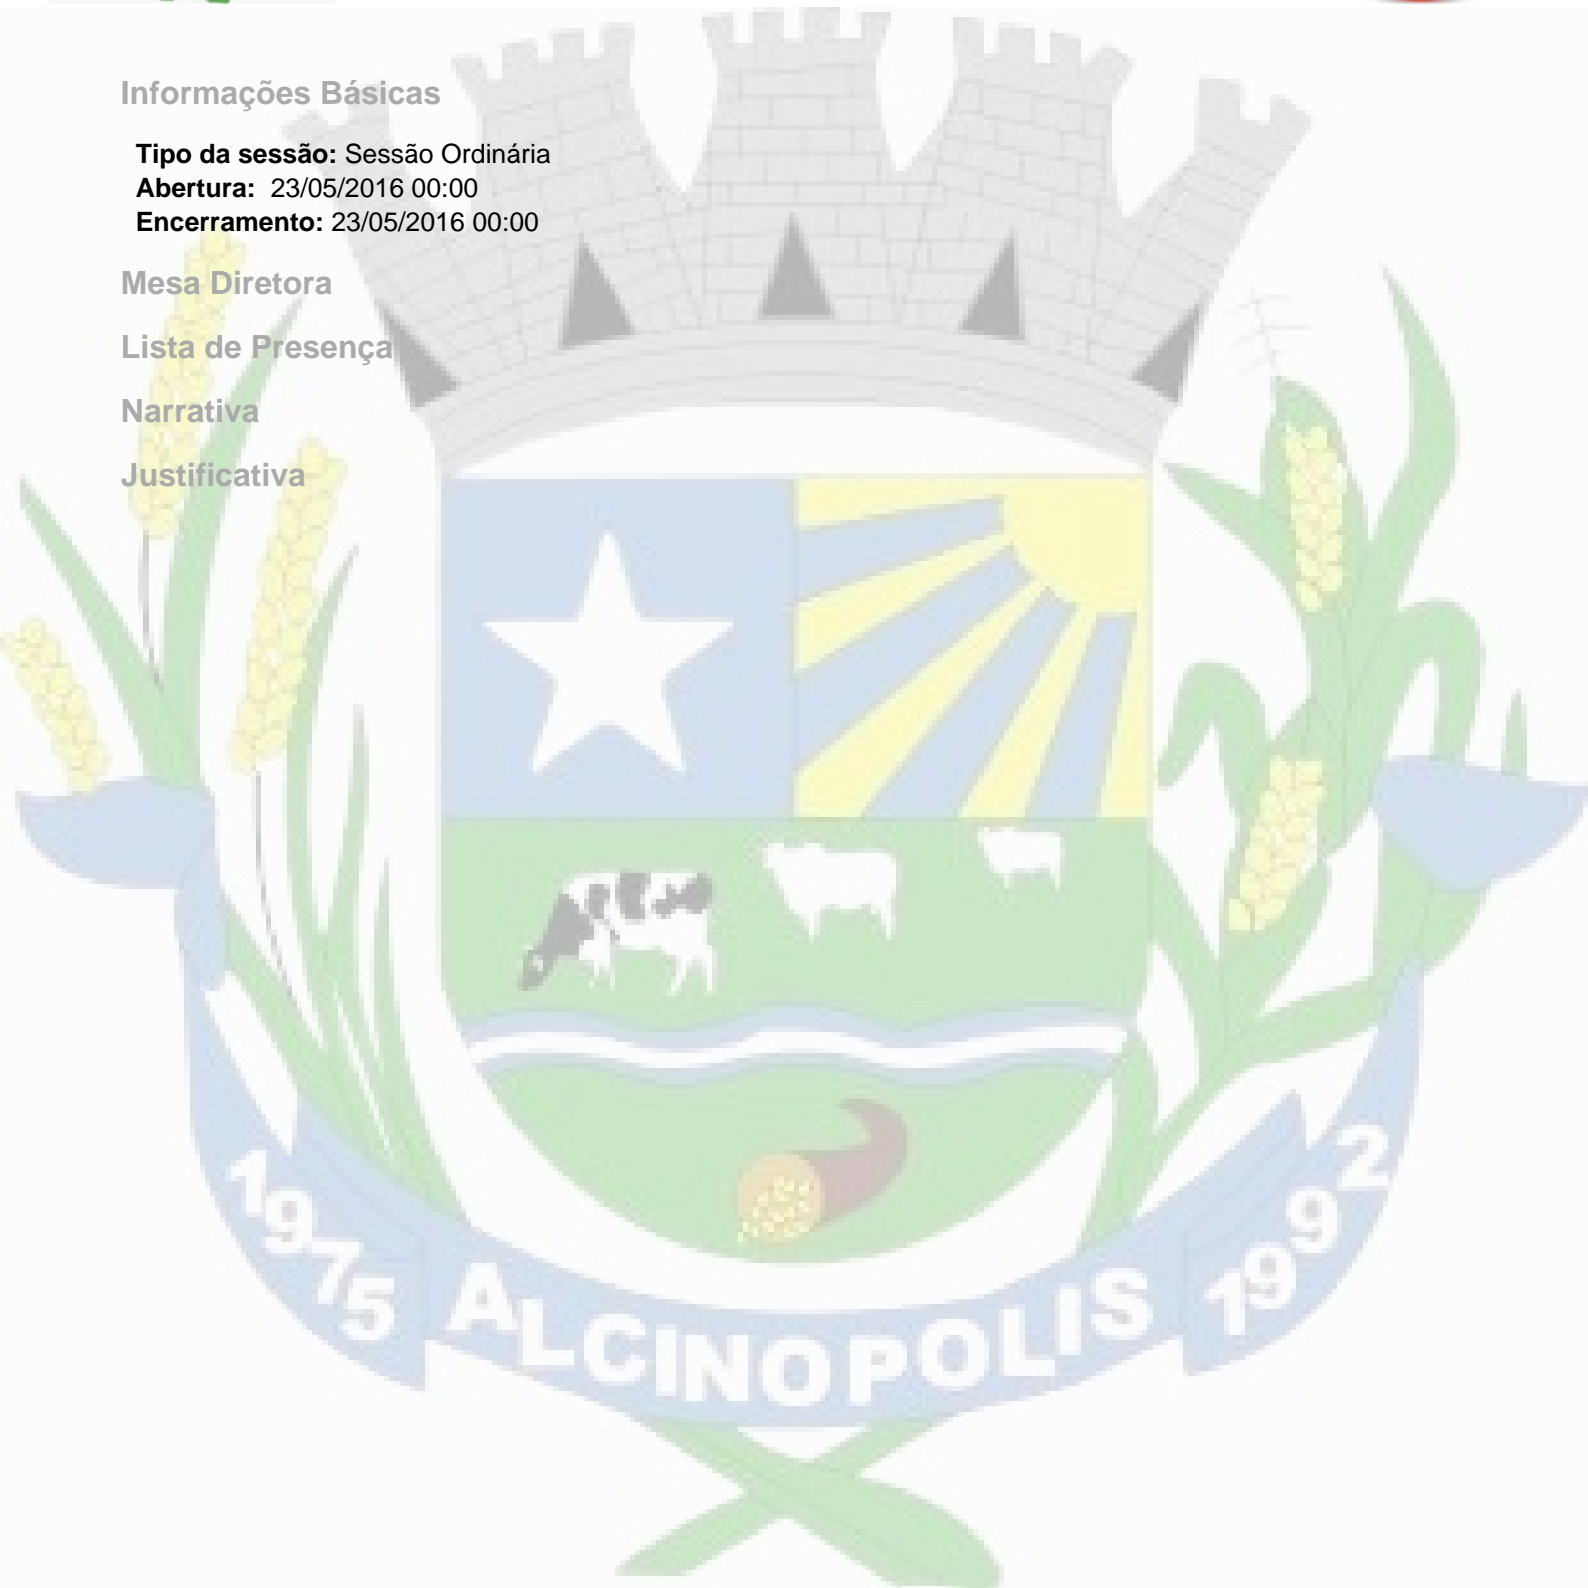 Informações Básicas
Tipo da sessão: Sessão Ordinária
Abertura: 23/05/2016 00:00
Encerramento: 23/05/2016 00:00
Mesa Diretora
Lista de Presença
Narrativa
Justificativa
1975 ALCINOPOLIS 1992